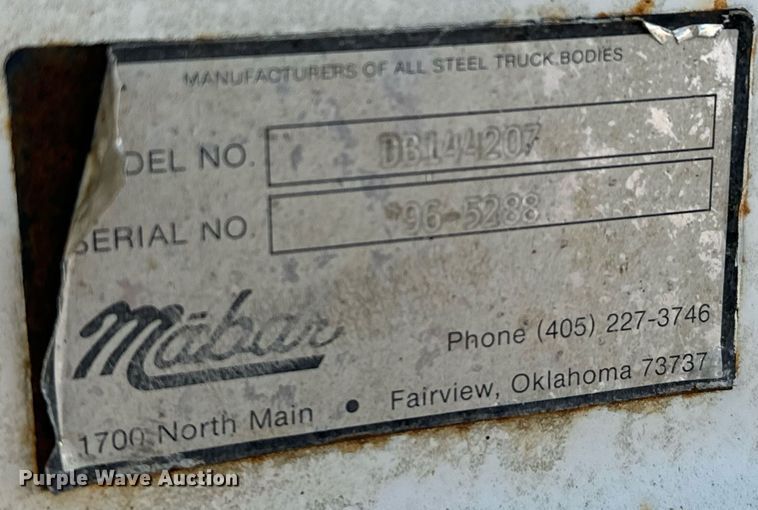 MANUFACTURERS OF ALL STEEL TRUCK BODIES
ODEL NO. DB144207
SERIAL NO. 96-5288
Mabar
Phone (405) 227-3746
1700 North Main • Fairview, Oklahoma 73737
Purple Wave Auction